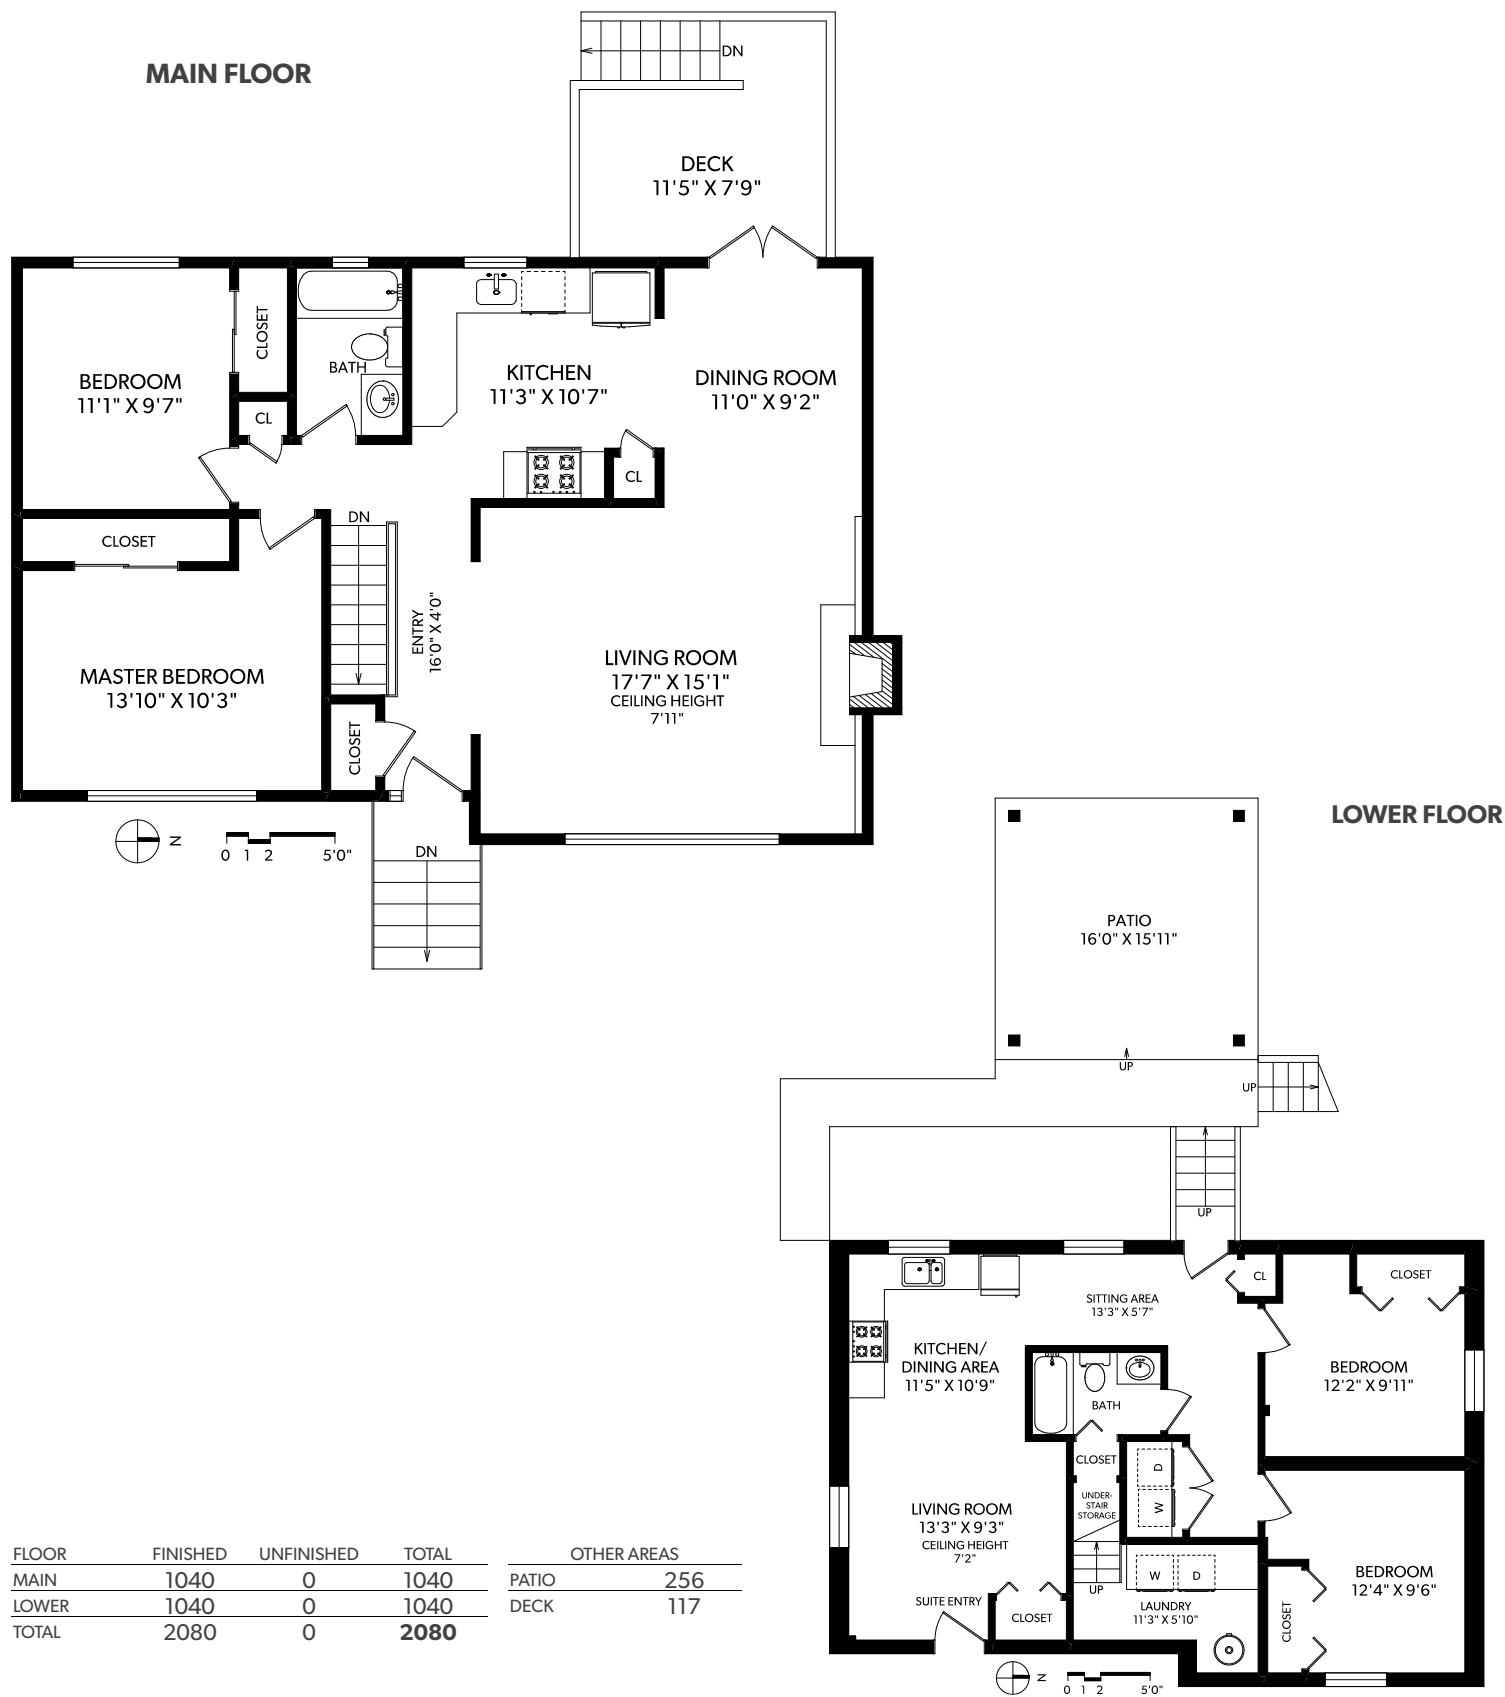 MAIN FLOOR
DN
DECK
11'5" X 7'9"
BEDROOM
11'1" X 9'7"
CLOSET
CL
BATH
KITCHEN
11'3" X 10'7"
CL
DINING ROOM
11'0" X 9'2"
CLOSET
DN
ENTRY
16'0" X 4'0"
MASTER BEDROOM
13'10" X 10'3"
CLOSET
LIVING ROOM
17'7" X 15'1"
CEILING HEIGHT
7'11"
N
0 1 2 5'0"
DN
LOWER FLOOR
PATIO
16'0" X 15'11"
UP
UP
UP
SITTING AREA
13'3" X 5'7"
CL
CLOSET
KITCHEN/
DINING AREA
11'5" X 10'9"
BATH
BEDROOM
12'2" X 9'11"
CLOSET
D
W
UNDER-
STAIR
STORAGE
LIVING ROOM
13'3" X 9'3"
CEILING HEIGHT
7'2"
UP
W D
LAUNDRY
11'3" X 5'10"
SUITE ENTRY
CLOSET
BEDROOM
12'4" X 9'6"
CLOSET
N
0 1 2 5'0"
FLOOR FINISHED UNFINISHED TOTAL
MAIN 1040 0 1040
LOWER 1040 0 1040
TOTAL 2080 0 2080
OTHER AREAS
PATIO 256
DECK 117